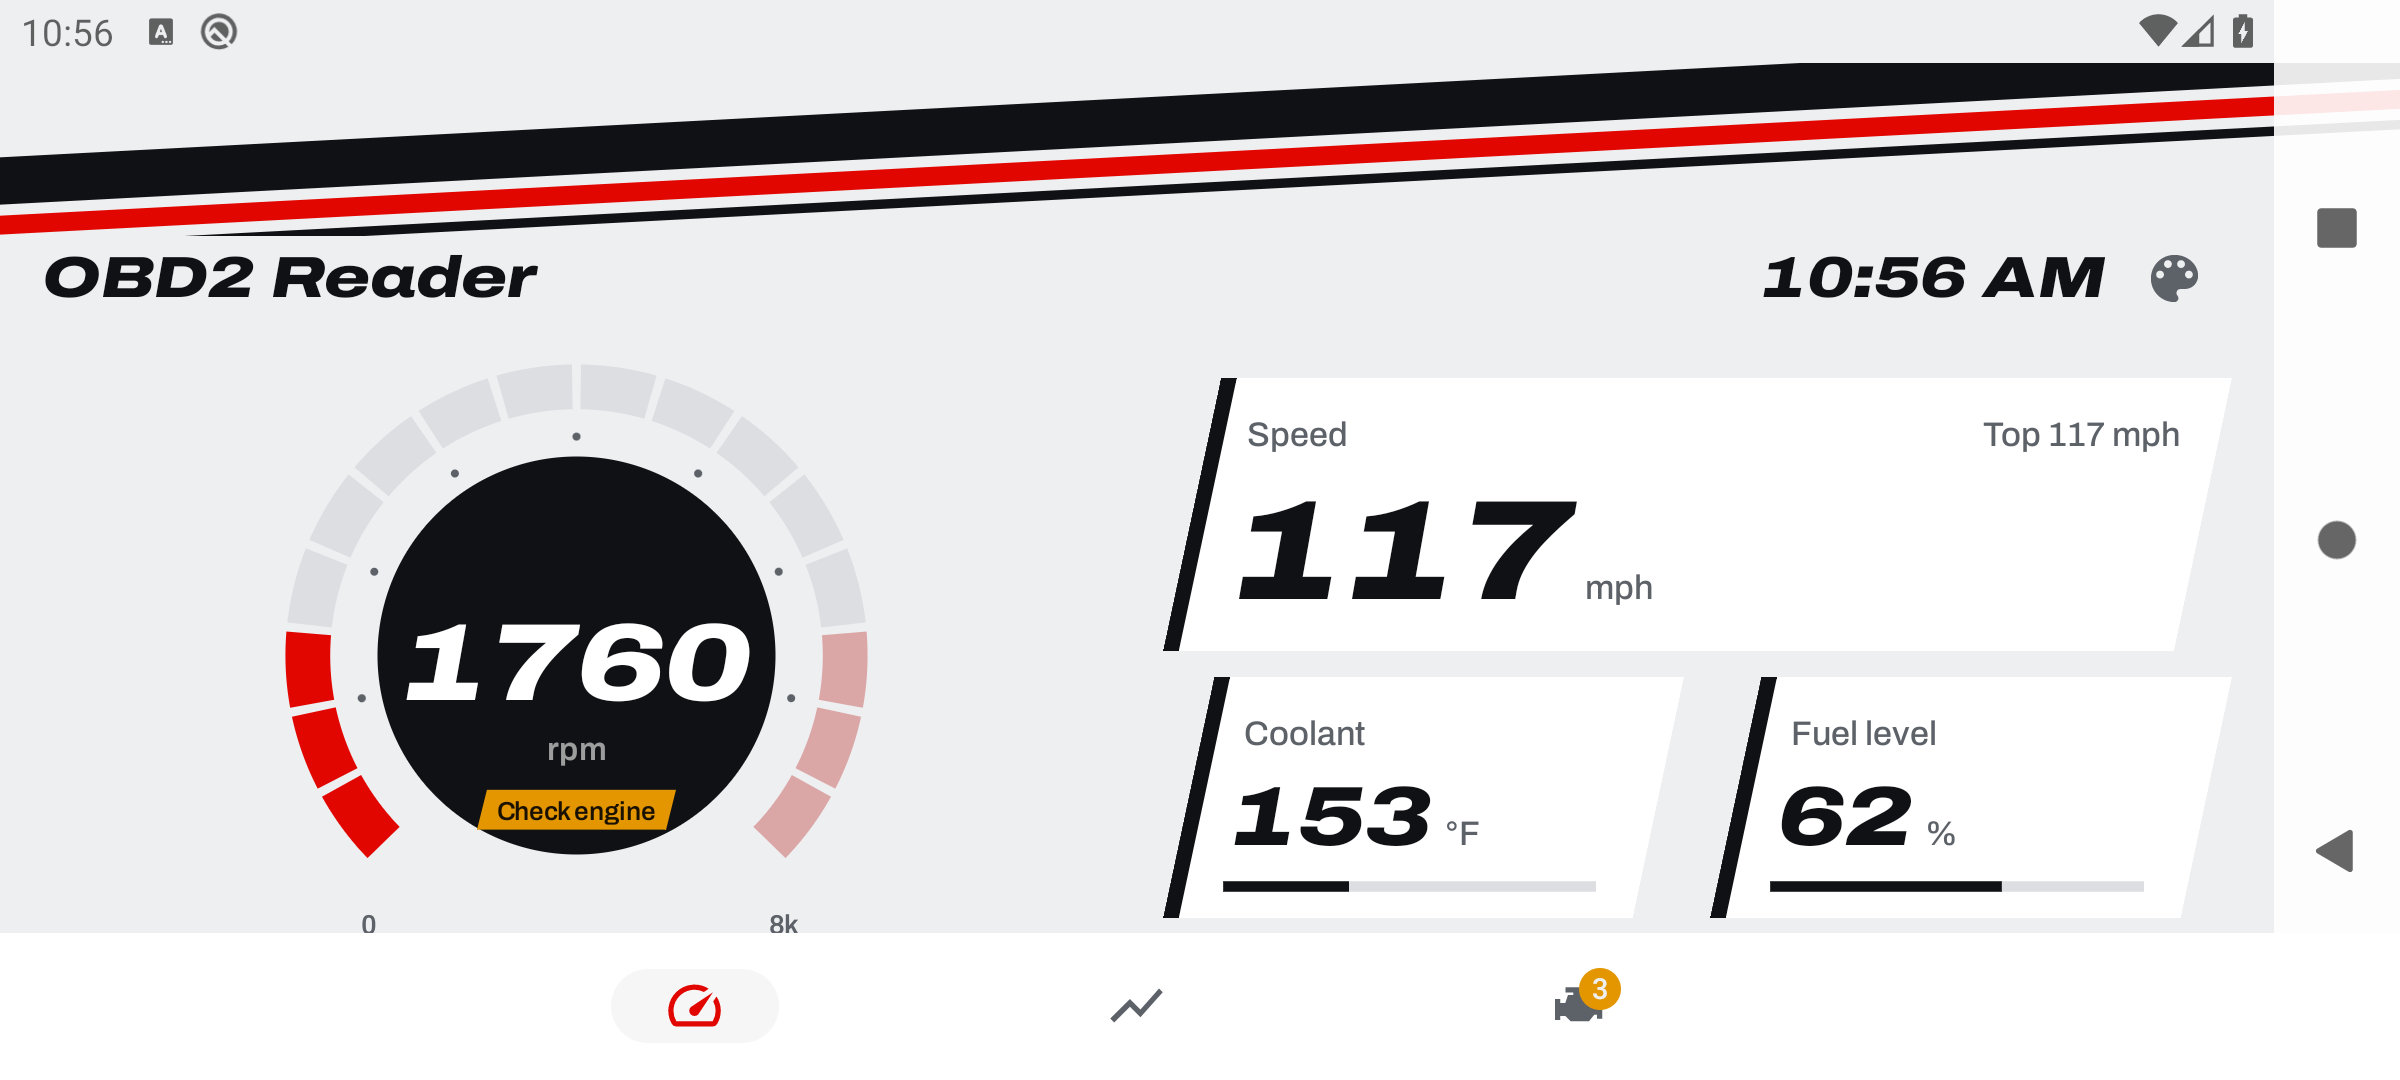 10:56
OBD2 Reader
10:56 AM
Speed
Top 117 mph
117 mph
1760
rpm
Check engine
Coolant
153 °F
Fuel level
62 %
0
8k
3